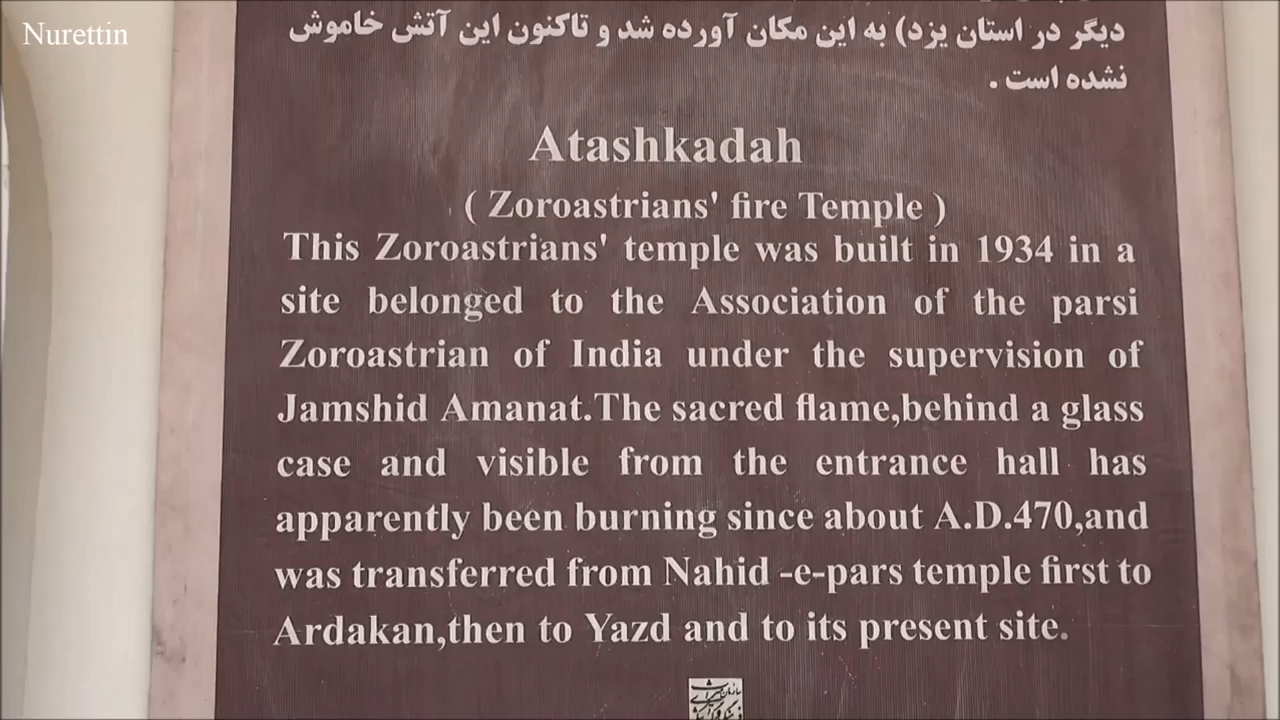 Nurettin
دیگر در استان یزد) به این مکان آورده شد و تاکنون این آتش خاموش
نشده است .
Atashkadah
( Zoroastrians' fire Temple )
This Zoroastrians' temple was built in 1934 in a
site belonged to the Association of the parsi
Zoroastrian of India under the supervision of
Jamshid Amanat.The sacred flame,behind a glass
case and visible from the entrance hall has
apparently been burning since about A.D.470,and
was transferred from Nahid -e-pars temple first to
Ardakan,then to Yazd and to its present site.